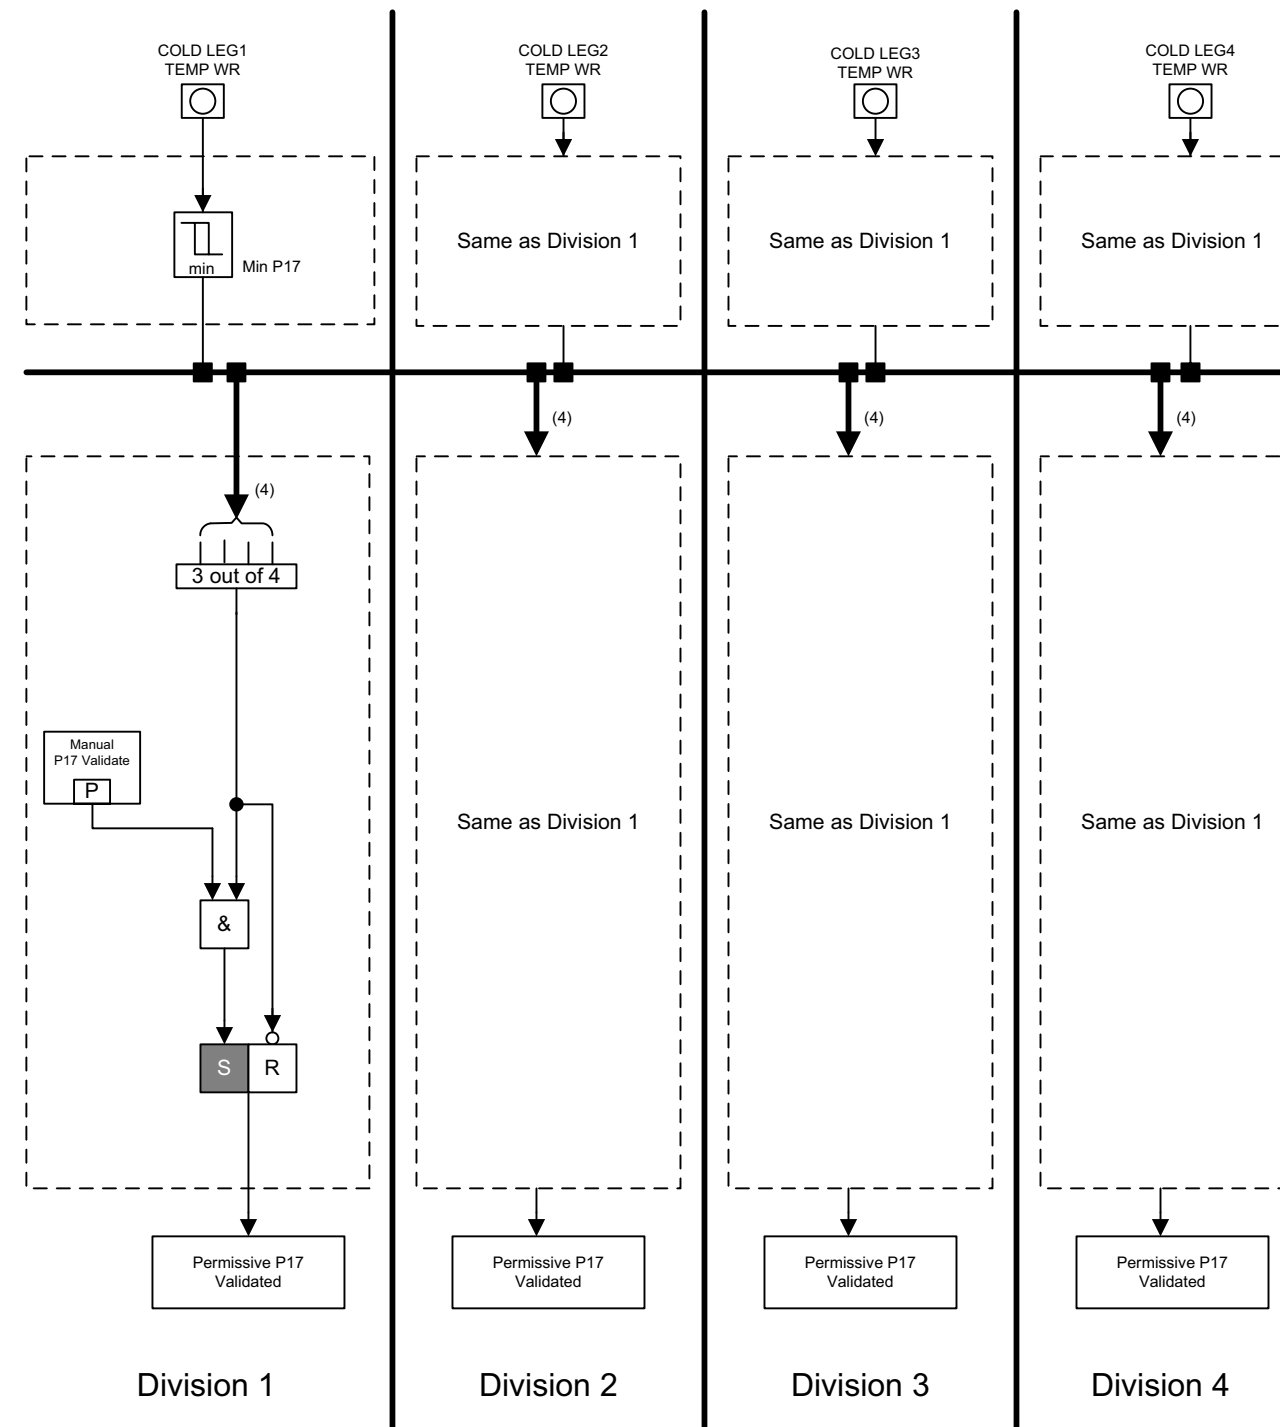 COLD LEG1
TEMP WR
COLD LEG2
TEMP WR
COLD LEG3
TEMP WR
COLD LEG4
TEMP WR
min
Min P17
Same as Division 1
Same as Division 1
Same as Division 1
(4)
(4)
(4)
(4)
3 out of 4
Manual
P17 Validate
P
Same as Division 1
Same as Division 1
Same as Division 1
&
S
R
Permissive P17
Validated
Permissive P17
Validated
Permissive P17
Validated
Permissive P17
Validated
Division 1
Division 2
Division 3
Division 4